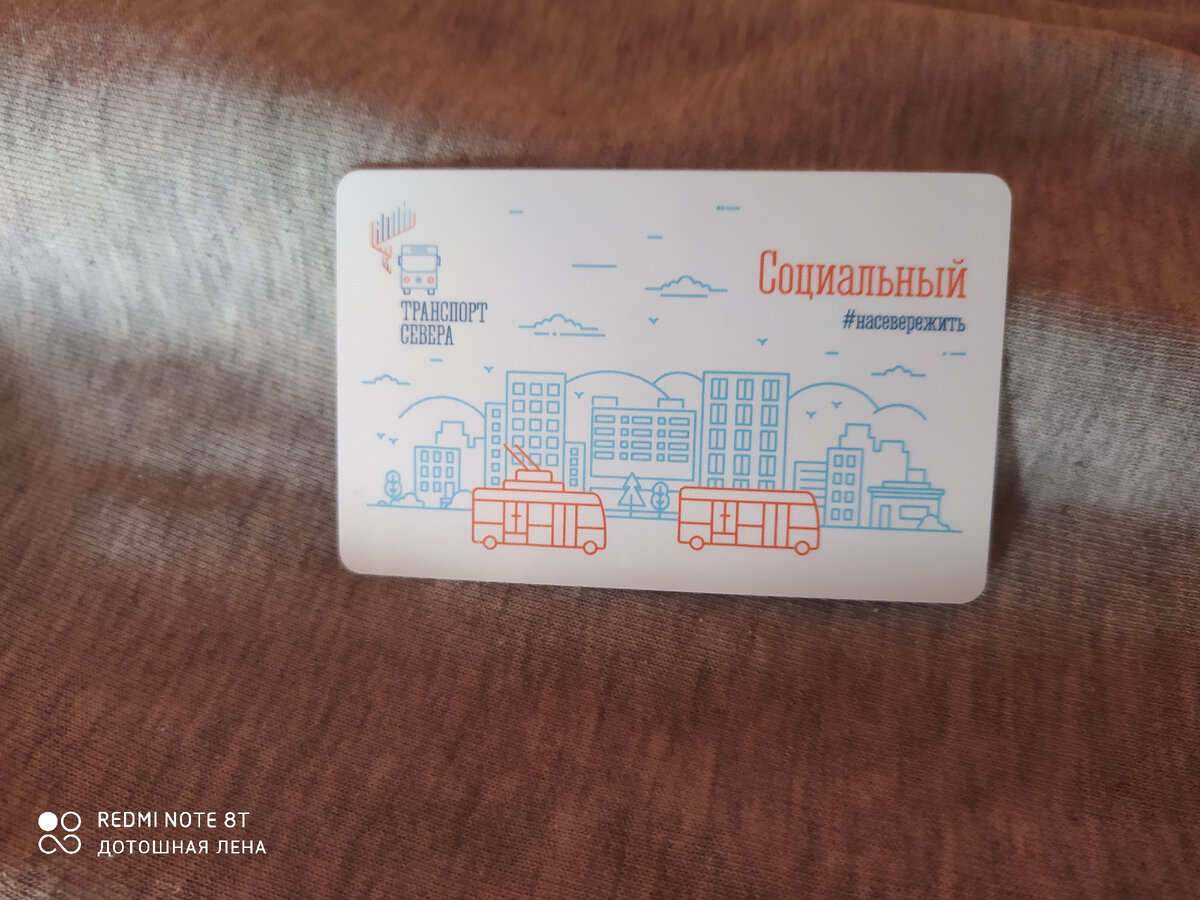 ТРАНСПОРТ
СЕВЕРА
Социальный
#насевережить
REDMI NOTE 8T
ДОТОШНАЯ ЛЕНА